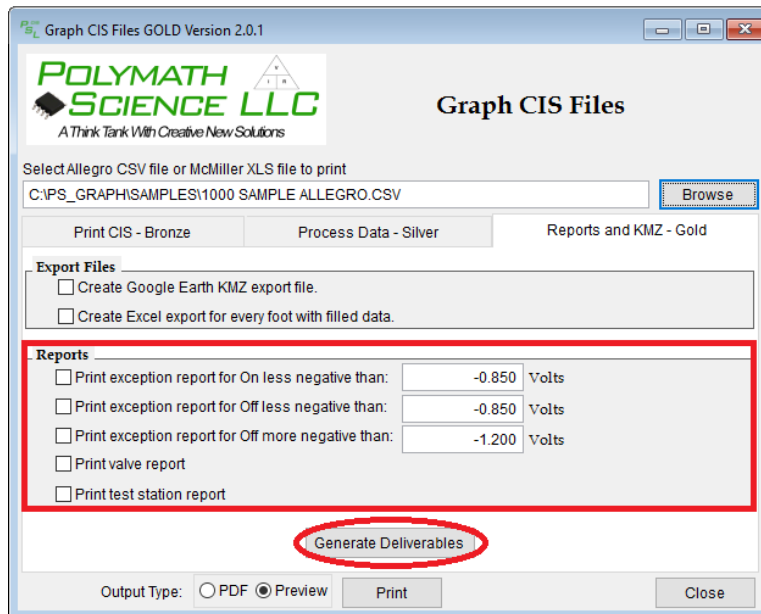 Graph CIS Files GOLD Version 2.0.1
POLYMATH
SCIENCE LLC
A Think Tank With Creative New Solutions
V
I R
Graph CIS Files
Select Allegro CSV file or McMiller XLS file to print
C:\PS_GRAPH\SAMPLES\1000 SAMPLE ALLEGRO.CSV Browse
Print CIS - Bronze Process Data - Silver Reports and KMZ - Gold
Export Files
Create Google Earth KMZ export file.
Create Excel export for every foot with filled data.
Reports
Print exception report for On less negative than: -0.850 Volts
Print exception report for Off less negative than: -0.850 Volts
Print exception report for Off more negative than: -1.200 Volts
Print valve report
Print test station report
Generate Deliverables
Output Type: PDF Preview Print Close